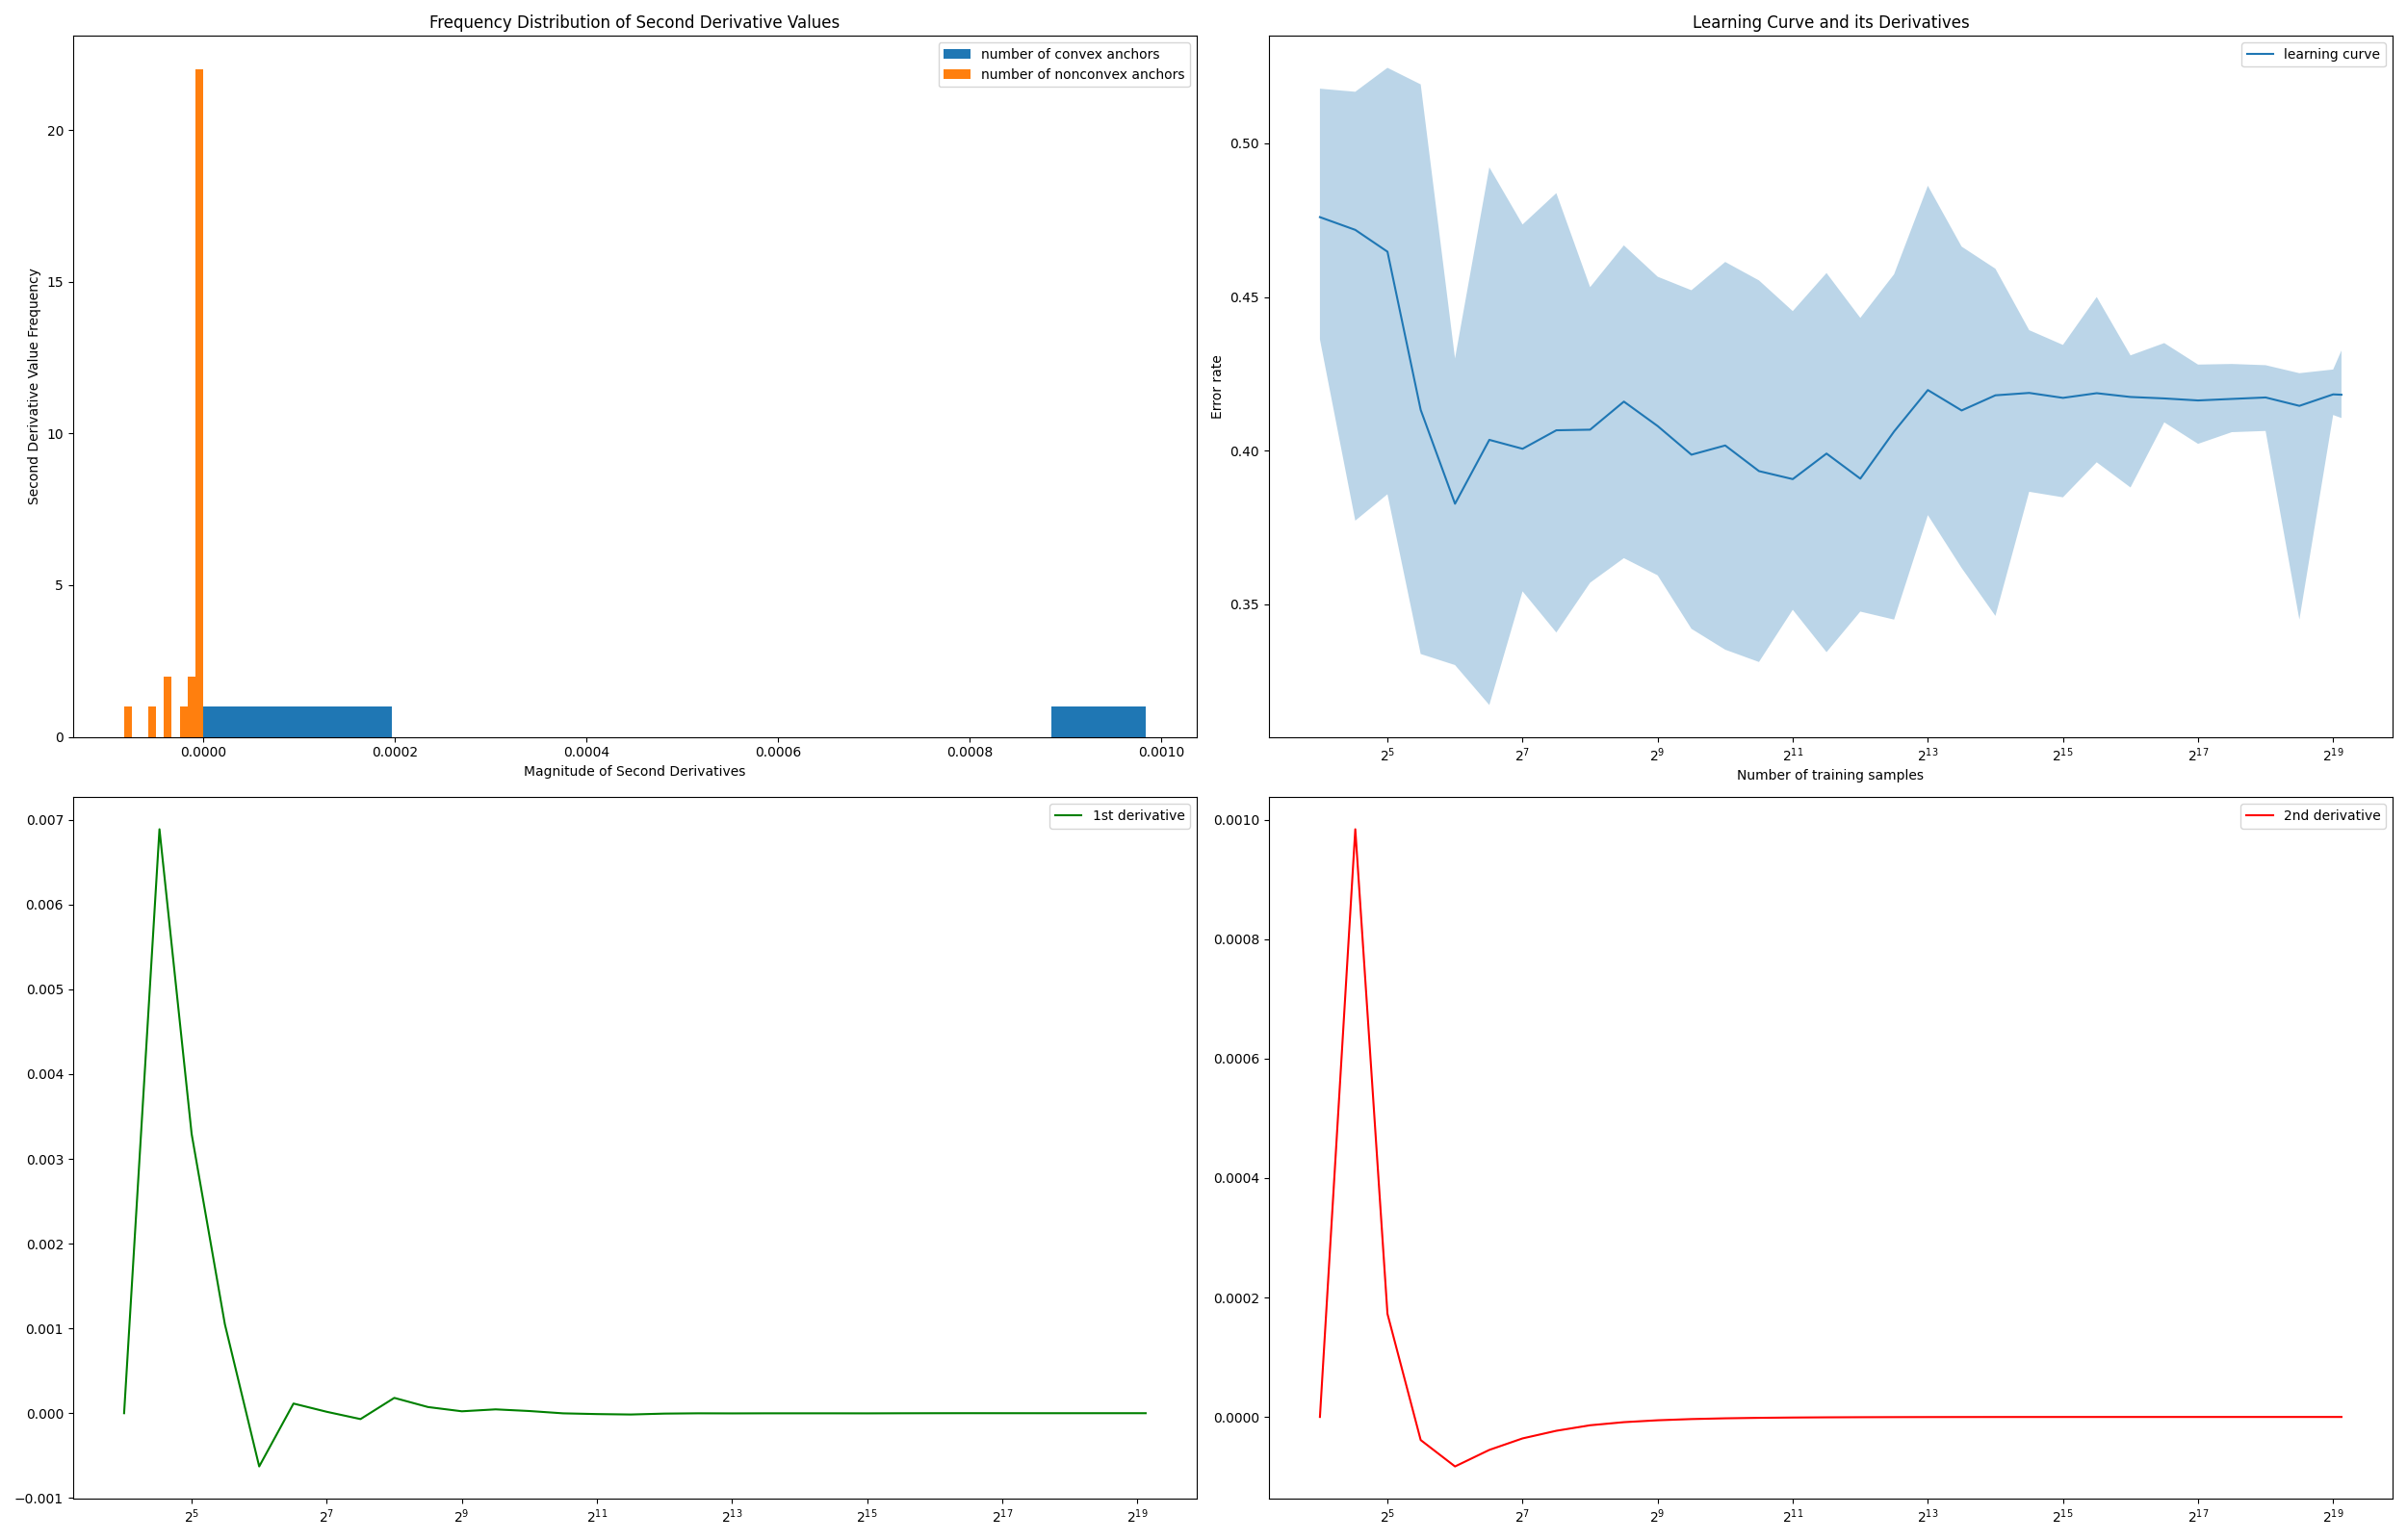 Frequency Distribution of Second Derivative Values
number of convex anchors
number of nonconvex anchors
Second Derivative Value Frequency
20
15
10
5
0
0.0000 0.0002 0.0004 0.0006 0.0008 0.0010
Magnitude of Second Derivatives
Learning Curve and its Derivatives
learning curve
Error rate
0.50
0.45
0.40
0.35
2^5 2^7 2^9 2^11 2^13 2^15 2^17 2^19
Number of training samples
1st derivative
0.007
0.006
0.005
0.004
0.003
0.002
0.001
0.000
−0.001
2^5 2^7 2^9 2^11 2^13 2^15 2^17 2^19
2nd derivative
0.0010
0.0008
0.0006
0.0004
0.0002
0.0000
2^5 2^7 2^9 2^11 2^13 2^15 2^17 2^19